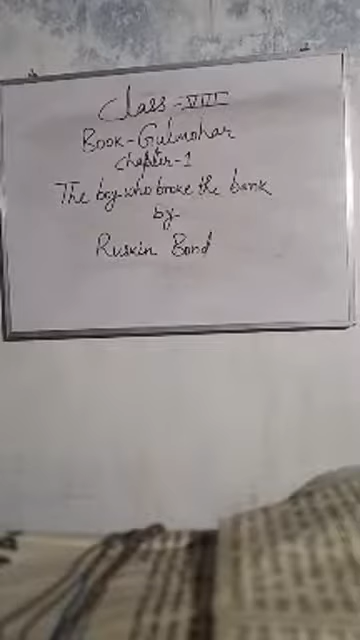 Class - VIII
Book - Gulmohar
Chapter - 1
The boy who broke the bank
by -
Ruskin Bond